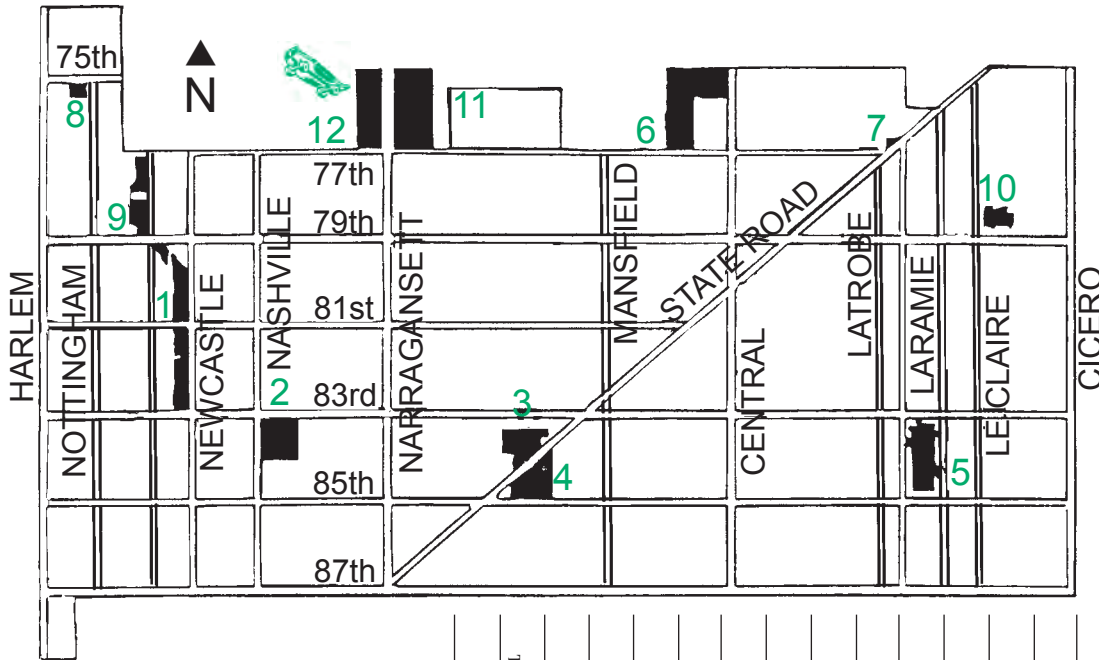 75th
N
8
12
11
6
7
77th
9
79th
10
HARLEM
NOTTINGHAM
1
NEWCASTLE
NASHVILLE
81st
NARRAGANSETT
MANSFIELD
STATE ROAD
CENTRAL
LATROBE
LARAMIE
LECLAIRE
CICERO
2
83rd
3
85th
4
5
87th